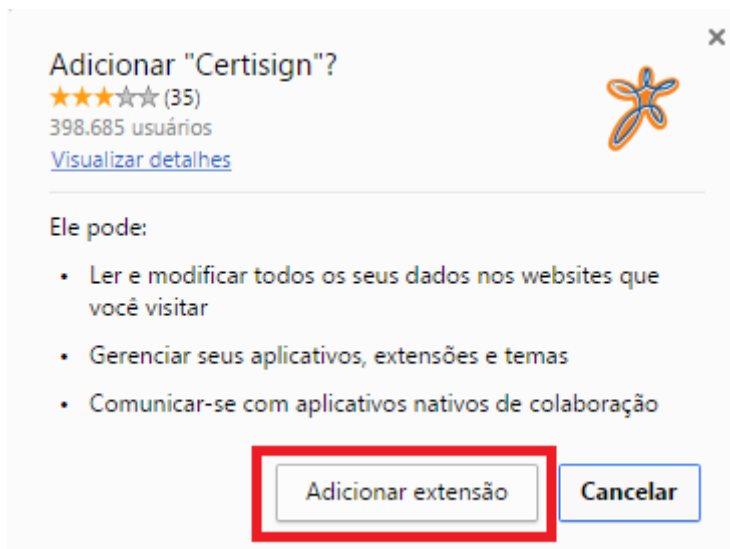 Adicionar "Certisign"?
(35)
398.685 usuários
Visualizar detalhes
Ele pode:
• Ler e modificar todos os seus dados nos websites que
você visitar
• Gerenciar seus aplicativos, extensões e temas
• Comunicar-se com aplicativos nativos de colaboração
Adicionar extensão Cancelar